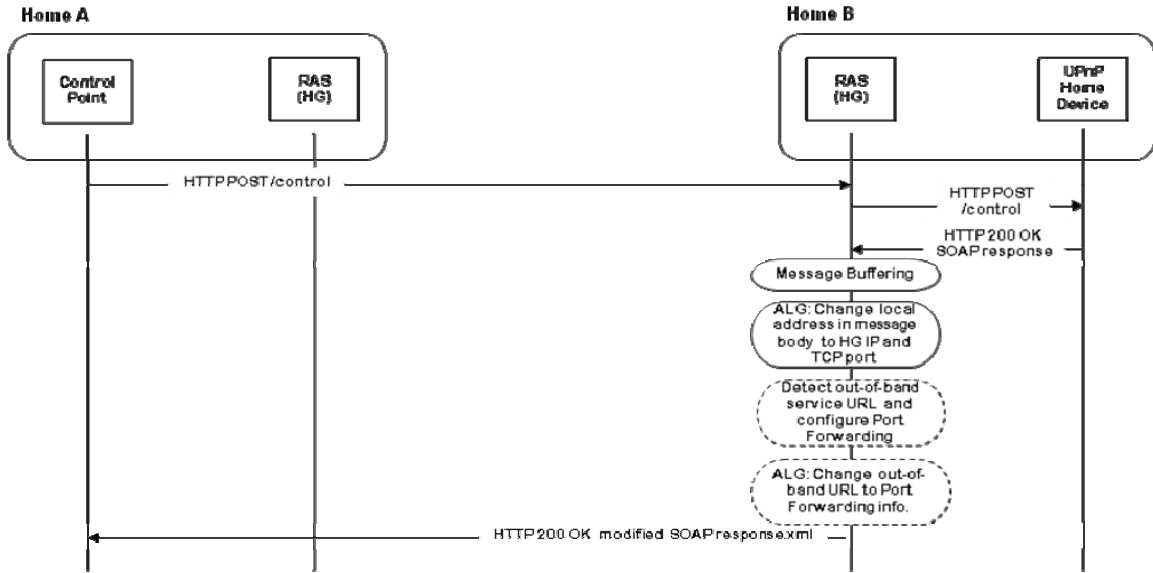 Home A
Home B
Control
Point
RAS
(HG)
RAS
(HG)
UPnP
Home
Device
HTTP POST /control
HTTP POST
/control
HTTP 200 OK
SOAP response
Message Buffering
ALG: Change local
address in message
body to HG IP and
TCP port
Detect out-of-band
service URL and
configure Port
Forwarding
ALG: Change out-of-
band URL to Port
Forwarding info.
HTTP 200 OK modified SOAP response.xml